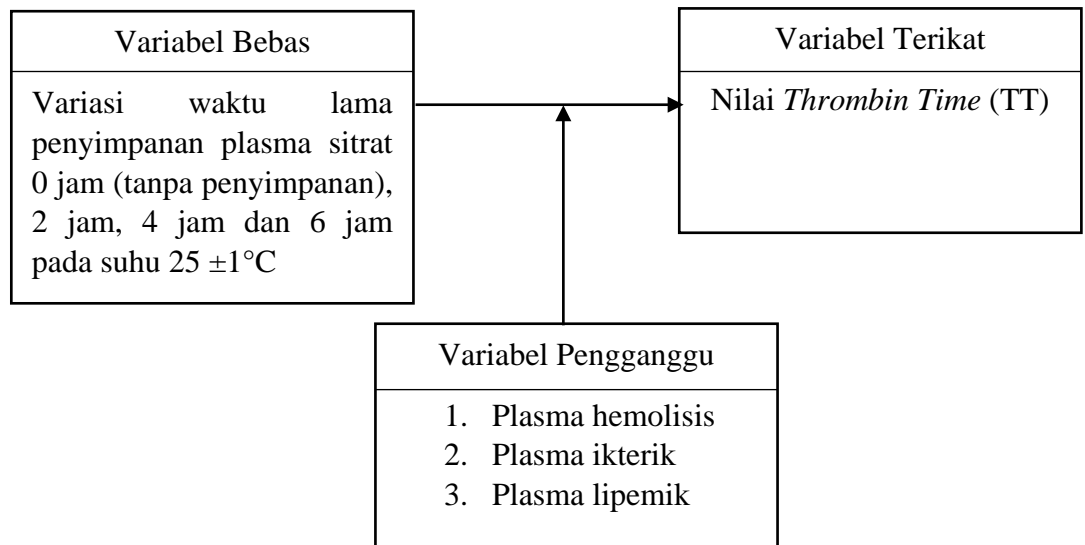 Variabel Bebas
Variasi waktu lama
penyimpanan plasma sitrat
0 jam (tanpa penyimpanan),
2 jam, 4 jam dan 6 jam
pada suhu 25 ±1°C
Variabel Terikat
Nilai Thrombin Time (TT)
Variabel Pengganggu
1. Plasma hemolisis
2. Plasma ikterik
3. Plasma lipemik